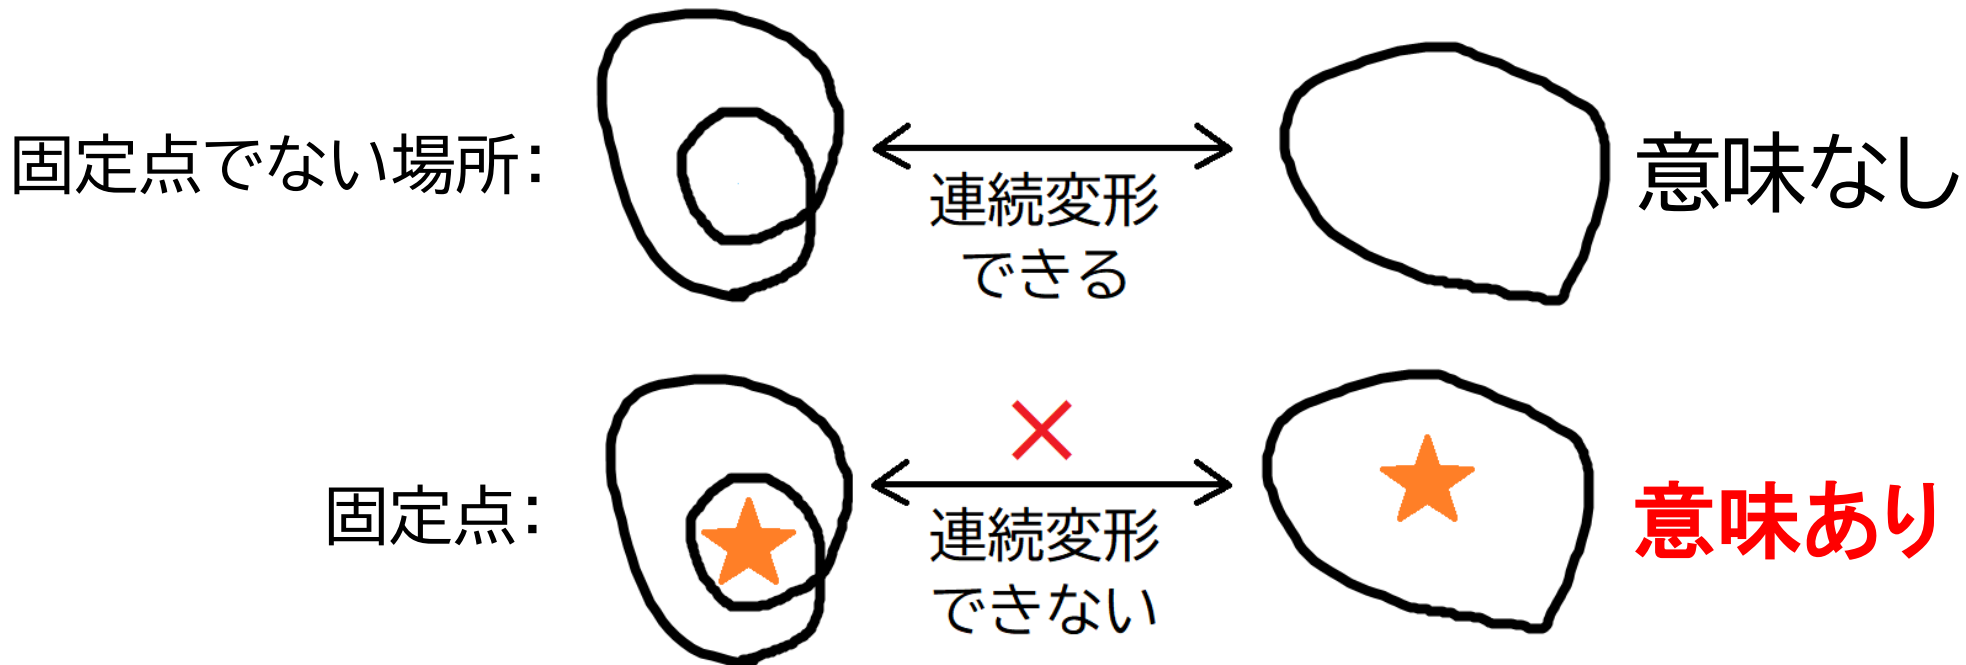 固定点でない場所:
連続変形
できる
意味なし
固定点:
連続変形
できない
意味あり